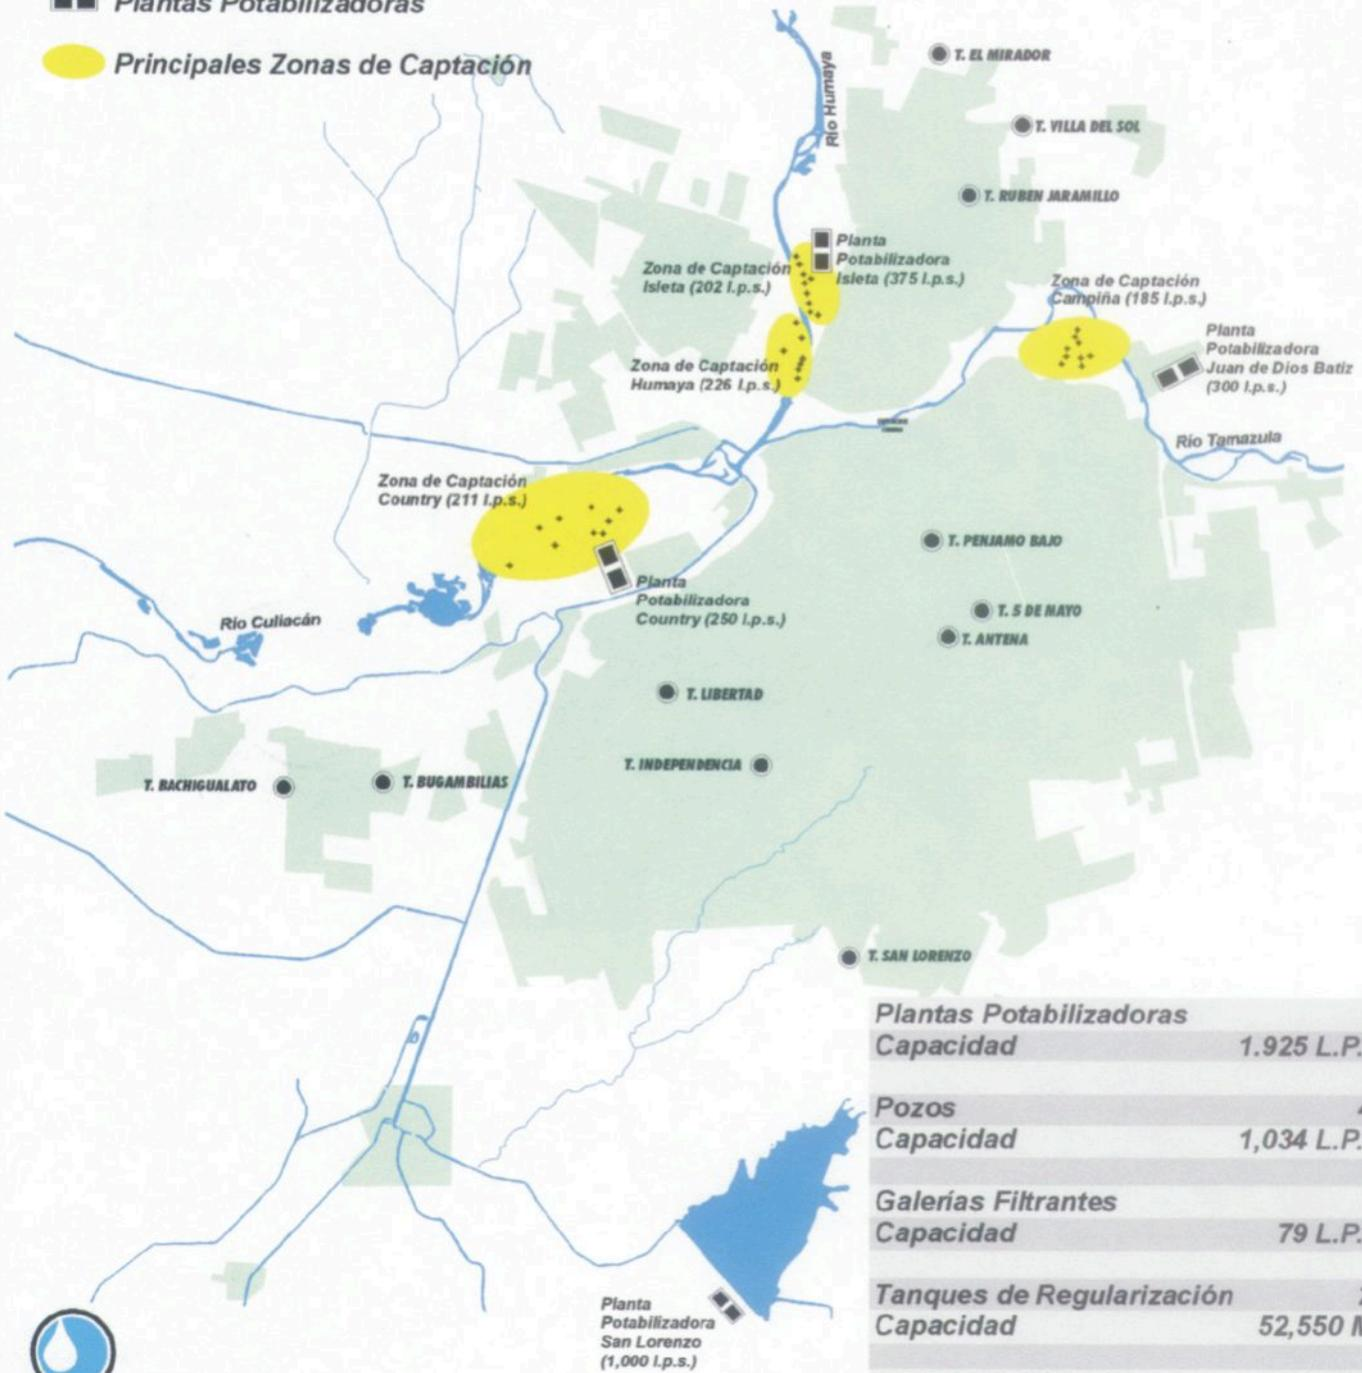 Plantas Potabilizadoras
Principales Zonas de Captación
Río Humaya
T. EL MIRADOR
T. VILLA DEL SOL
T. RUBEN JARAMILLO
Planta
Potabilizadora
Isleta (375 l.p.s.)
Zona de Captación
Isleta (202 l.p.s.)
Zona de Captación
Campiña (185 l.p.s.)
Planta
Potabilizadora
Juan de Dios Batiz
(300 l.p.s.)
Zona de Captación
Humaya (226 l.p.s.)
Río Tamazula
Zona de Captación
Country (211 l.p.s.)
T. PENJAMO BAJO
Planta
Potabilizadora
Country (250 l.p.s.)
T. 5 DE MAYO
T. ANTENA
Río Culiacán
T. LIBERTAD
T. INDEPENDENCIA
T. BACHIGUALATO
T. BUGAMBILIAS
T. SAN LORENZO
Plantas Potabilizadoras
Capacidad 1.925 L.P.
Pozos
Capacidad 1,034 L.P.
Galerías Filtrantes
Capacidad 79 L.P.
Tanques de Regularización
Capacidad 52,550 M
Planta
Potabilizadora
San Lorenzo
(1,000 l.p.s.)